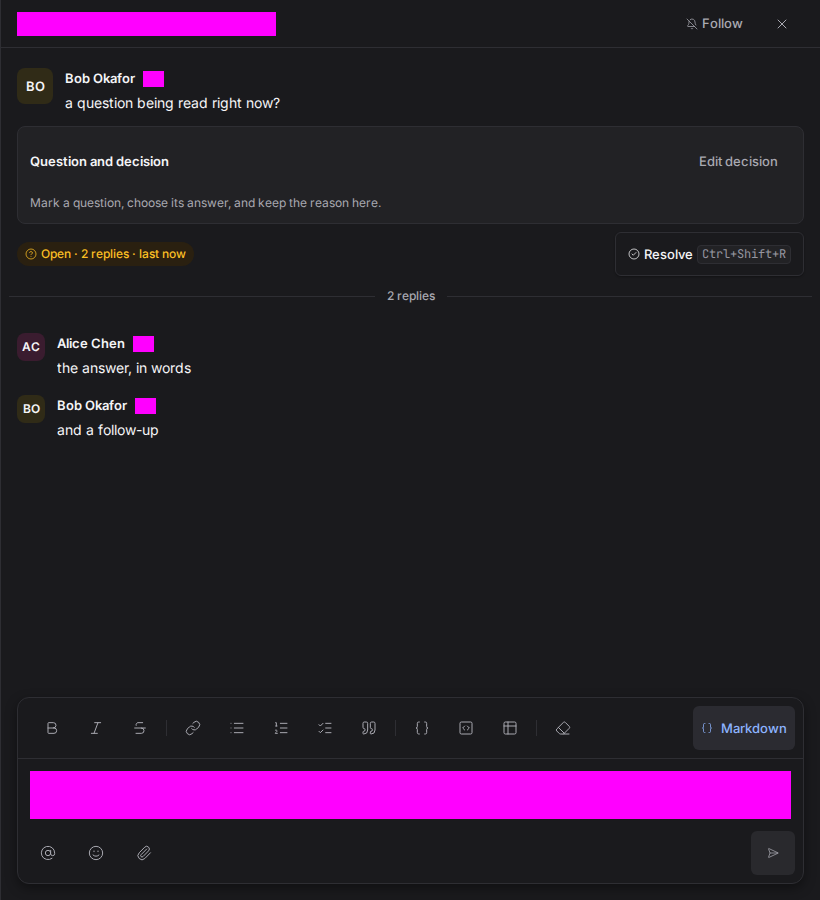 Follow
BO
Bob Okafor
a question being read right now?
Question and decision
Edit decision
Mark a question, choose its answer, and keep the reason here.
Open · 2 replies · last now
Resolve Ctrl+Shift+R
2 replies
AC
Alice Chen
the answer, in words
BO
Bob Okafor
and a follow-up
Markdown